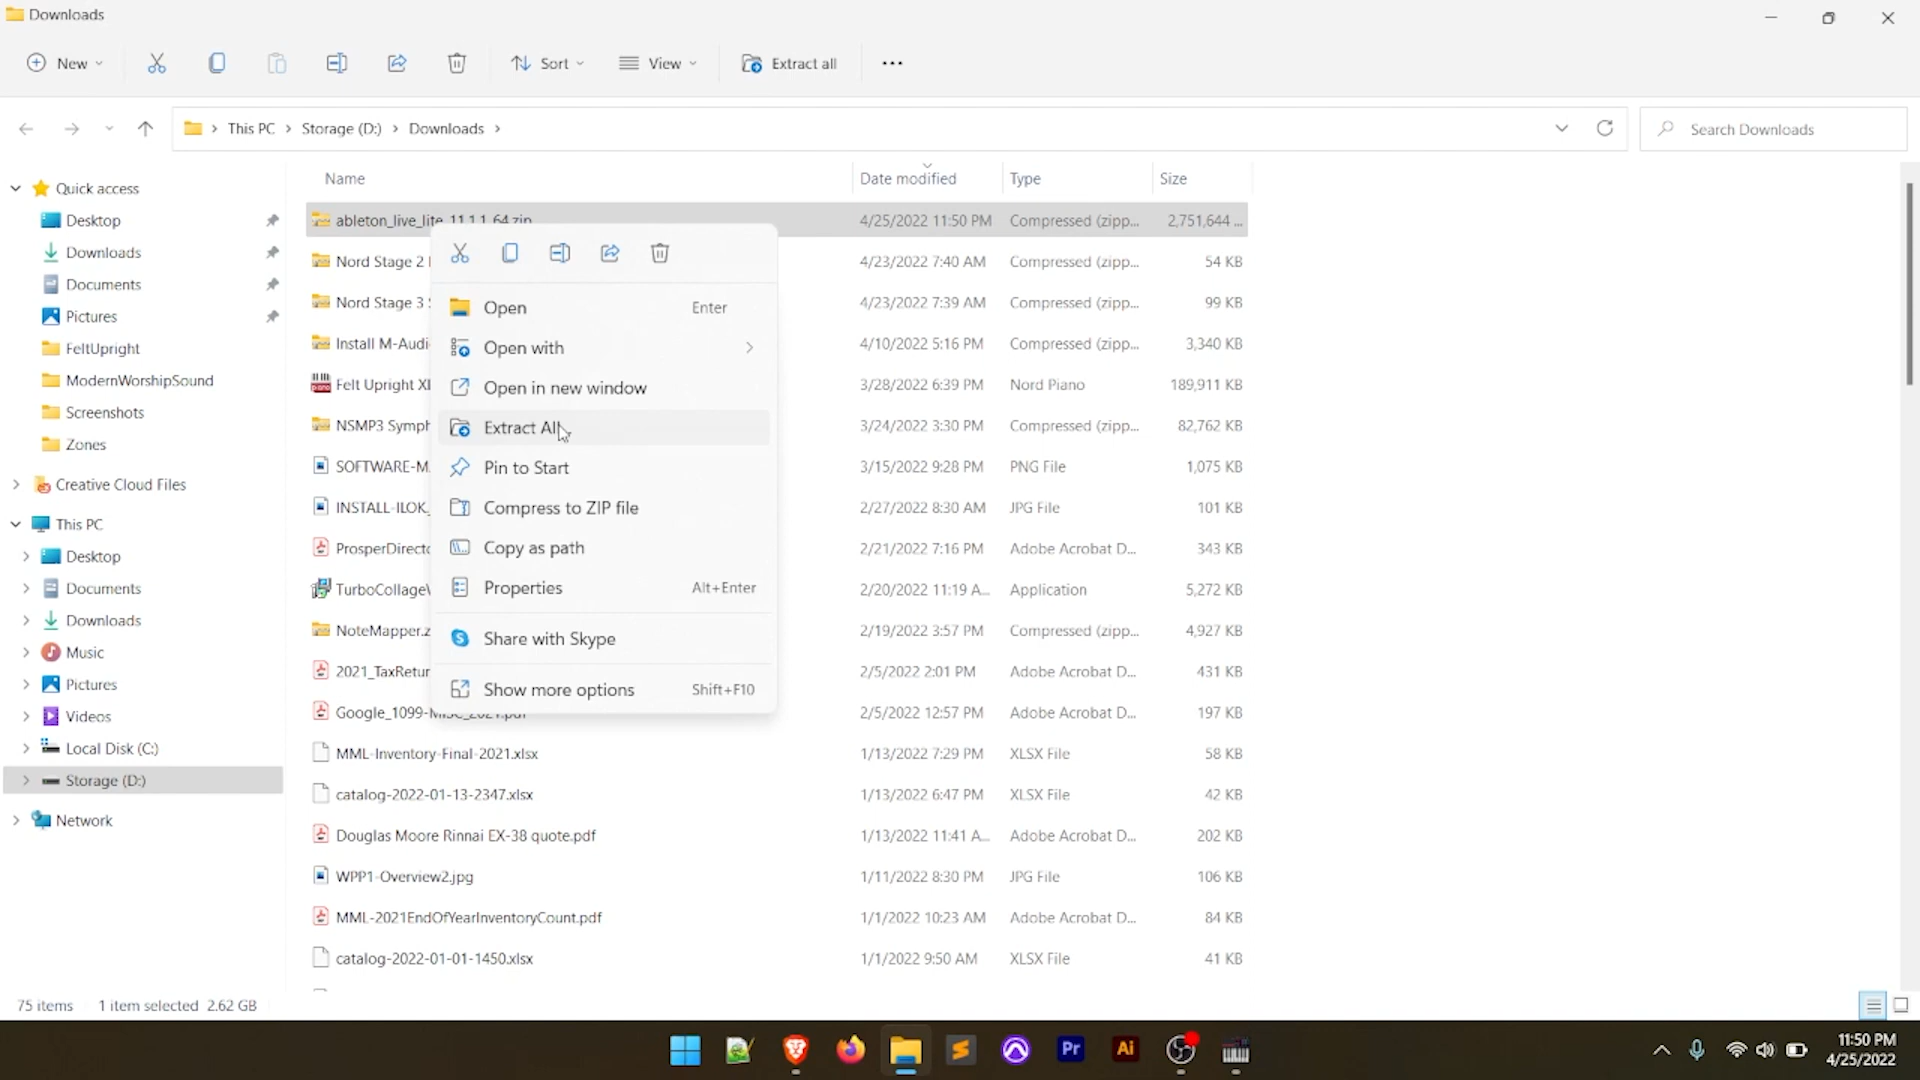 Downloads
New
Sort
View
Extract all
This PC
Storage (D:)
Downloads
Search Downloads
Name
Date modified
Type
Size
Quick access
Desktop
Downloads
Documents
Pictures
FeltUpright
ModernWorshipSound
Screenshots
Zones
Creative Cloud Files
This PC
Desktop
Documents
Downloads
Music
Pictures
Videos
Local Disk (C:)
Storage (D:)
Network
ableton_live_lite_11.1.1_64.zip 4/25/2022 11:50 PM Compressed (zipp... 2,751,644 ...
Nord Stage 2 4/23/2022 7:40 AM Compressed (zipp... 54 KB
Nord Stage 3 4/23/2022 7:39 AM Compressed (zipp... 99 KB
Install M-Audi 4/10/2022 5:16 PM Compressed (zipp... 3,340 KB
Felt Upright 3/28/2022 6:39 PM Nord Piano 189,911 KB
NSMP3 Symph 3/24/2022 3:30 PM Compressed (zipp... 82,762 KB
SOFTWARE-M 3/15/2022 9:28 PM PNG File 1,075 KB
INSTALL-ILOK_ 2/27/2022 8:30 AM JPG File 101 KB
ProsperDirecto 2/21/2022 7:16 PM Adobe Acrobat D... 343 KB
TurboCollage 2/20/2022 11:19 A... Application 5,272 KB
NoteMapper.z 2/19/2022 3:57 PM Compressed (zipp... 4,927 KB
2021_TaxRetur 2/5/2022 2:01 PM Adobe Acrobat D... 431 KB
Google_1099-MISC_2021.pdf 2/5/2022 12:57 PM Adobe Acrobat D... 197 KB
MML-Inventory-Final-2021.xlsx 1/13/2022 7:29 PM XLSX File 58 KB
catalog-2022-01-13-2347.xlsx 1/13/2022 6:47 PM XLSX File 42 KB
Douglas Moore Rinnai EX-38 quote.pdf 1/13/2022 11:41 A... Adobe Acrobat D... 202 KB
WPP1-Overview2.jpg 1/11/2022 8:30 PM JPG File 106 KB
MML-2021EndOfYearInventoryCount.pdf 1/1/2022 10:23 AM Adobe Acrobat D... 84 KB
catalog-2022-01-01-1450.xlsx 1/1/2022 9:50 AM XLSX File 41 KB
Open Enter
Open with
Open in new window
Extract All
Pin to Start
Compress to ZIP file
Copy as path
Properties Alt+Enter
Share with Skype
Show more options Shift+F10
75 items 1 item selected 2.62 GB
Pr
Ai
11:50 PM
4/25/2022